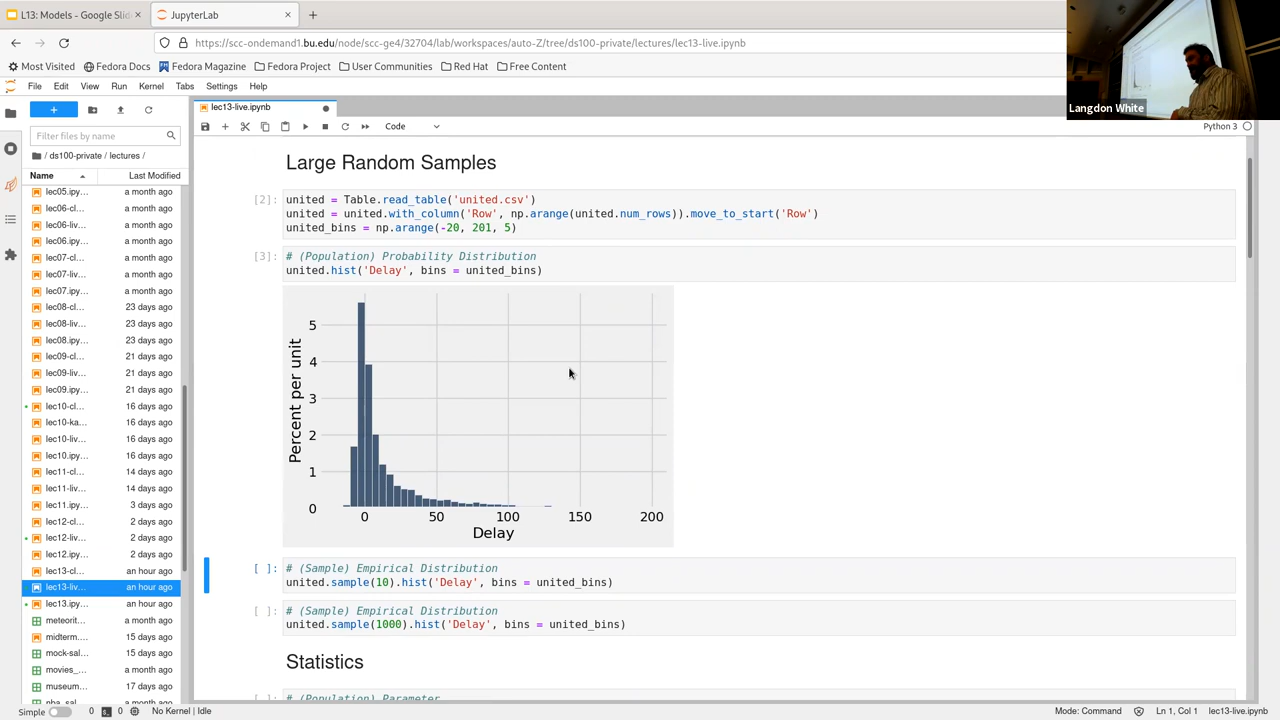 L13: Models - Google Slid
JupyterLab
https://scc-ondemand1.bu.edu/node/scc-ge4/32704/lab/workspaces/auto-Z/tree/ds100-private/lectures/lec13-live.ipynb
Most Visited Fedora Docs Fedora Magazine Fedora Project User Communities Red Hat Free Content
Langdon White
File Edit View Run Kernel Tabs Settings Help
lec13-live.ipynb
Code
Python 3
Filter files by name
/ ds100-private / lectures /
Name Last Modified
lec05.ipy... a month ago
lec06-cl... a month ago
lec06-liv... a month ago
lec06.ipy... a month ago
lec07-cl... a month ago
lec07-liv... a month ago
lec07.ipy... a month ago
lec08-cl... 23 days ago
lec08-liv... 23 days ago
lec08.ipy... 23 days ago
lec09-cl... 21 days ago
lec09-liv... 21 days ago
lec09.ipy... 21 days ago
lec10-cl... 16 days ago
lec10-ka... a month ago
lec10-liv... 16 days ago
lec10.ipy... 16 days ago
lec11-cl... 14 days ago
lec11-liv... 14 days ago
lec11.ipy... 3 days ago
lec12-cl... 2 days ago
lec12-liv... 2 days ago
lec12.ipy... 2 days ago
lec13-cl... an hour ago
lec13-liv... an hour ago
lec13.ipy... an hour ago
meteorit... a month ago
midterm.... 15 days ago
mock-sal... 15 days ago
movies_... a month ago
museum... 17 days ago
nba_sal... a month ago
Large Random Samples
[2]: united = Table.read_table('united.csv')
united = united.with_column('Row', np.arange(united.num_rows)).move_to_start('Row')
united_bins = np.arange(-20, 201, 5)
[3]: # (Population) Probability Distribution
united.hist('Delay', bins = united_bins)
Percent per unit
5
4
3
2
1
0
0 50 100 150 200
Delay
[ ]: # (Sample) Empirical Distribution
united.sample(10).hist('Delay', bins = united_bins)
[ ]: # (Sample) Empirical Distribution
united.sample(1000).hist('Delay', bins = united_bins)
Statistics
[ ]: # (Population) Parameter
Simple 0 $_ 0 No Kernel | Idle
Mode: Command Ln 1, Col 1 lec13-live.ipynb